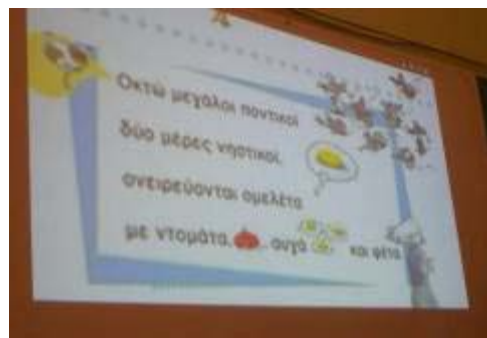 Οκτώ μεγάλοι ποντικοί
δύο μέρες νηστικοί,
ονειρεύονται ομελέτα
με ντομάτα, αυγά και φέτα